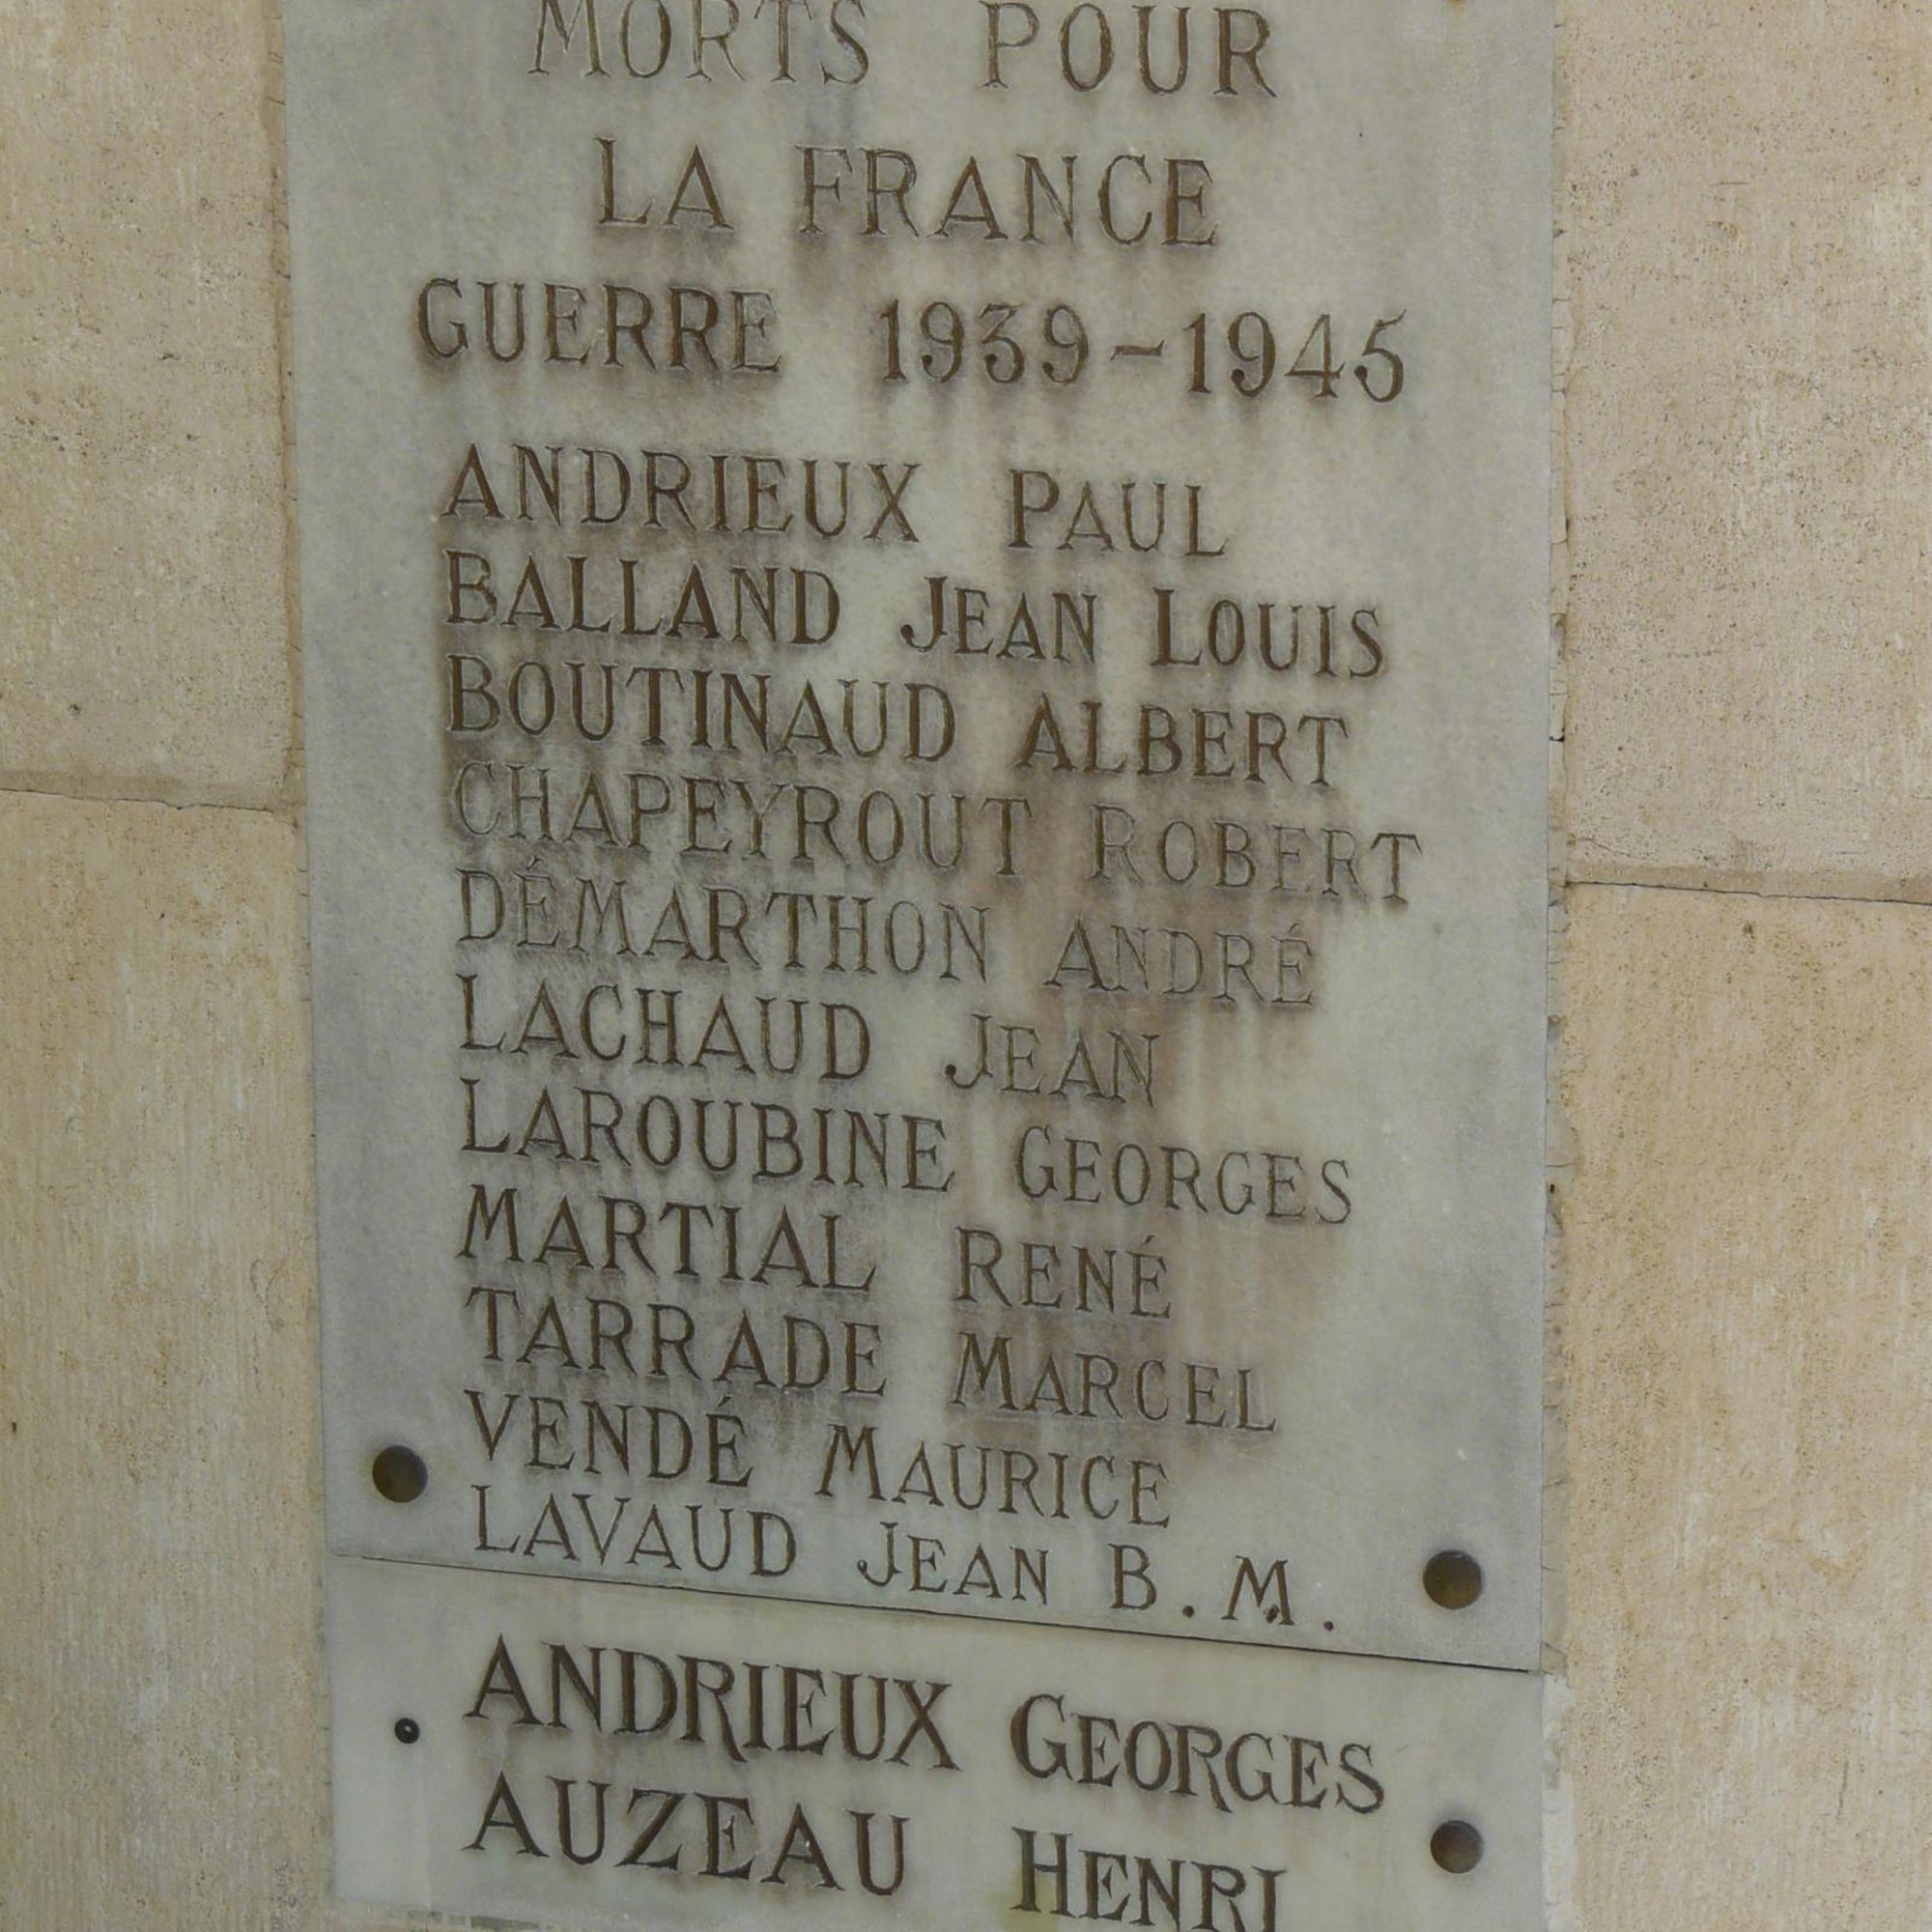 MORTS POUR
LA FRANCE
GUERRE 1939-1945
ANDRIEUX PAUL
BALLAND JEAN LOUIS
BOUTINAUD ALBERT
CHAPEYROUT ROBERT
DÉMARTHON ANDRÉ
LACHAUD JEAN
LAROUBINE GEORGES
MARTIAL RENÉ
TARRADE MARCEL
VENDÉ MAURICE
LAVAUD JEAN B. M.
ANDRIEUX GEORGES
AUZEAU HENRI